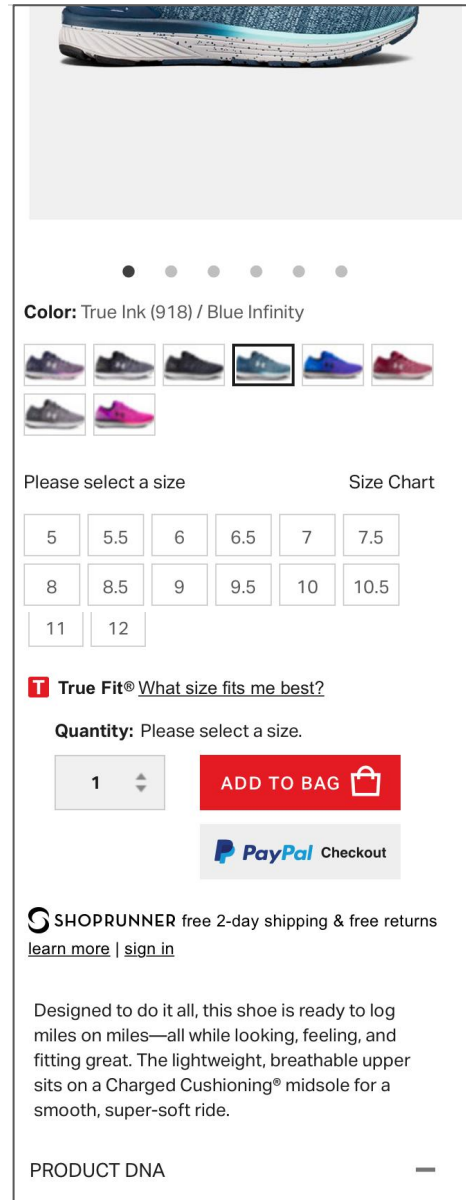 Color: True Ink (918) / Blue Infinity
Please select a size Size Chart
5 5.5 6 6.5 7 7.5
8 8.5 9 9.5 10 10.5
11 12
T True Fit® What size fits me best?
Quantity: Please select a size.
1 ADD TO BAG
PayPal Checkout
SHOPRUNNER free 2-day shipping & free returns
learn more | sign in
Designed to do it all, this shoe is ready to log
miles on miles—all while looking, feeling, and
fitting great. The lightweight, breathable upper
sits on a Charged Cushioning® midsole for a
smooth, super-soft ride.
PRODUCT DNA